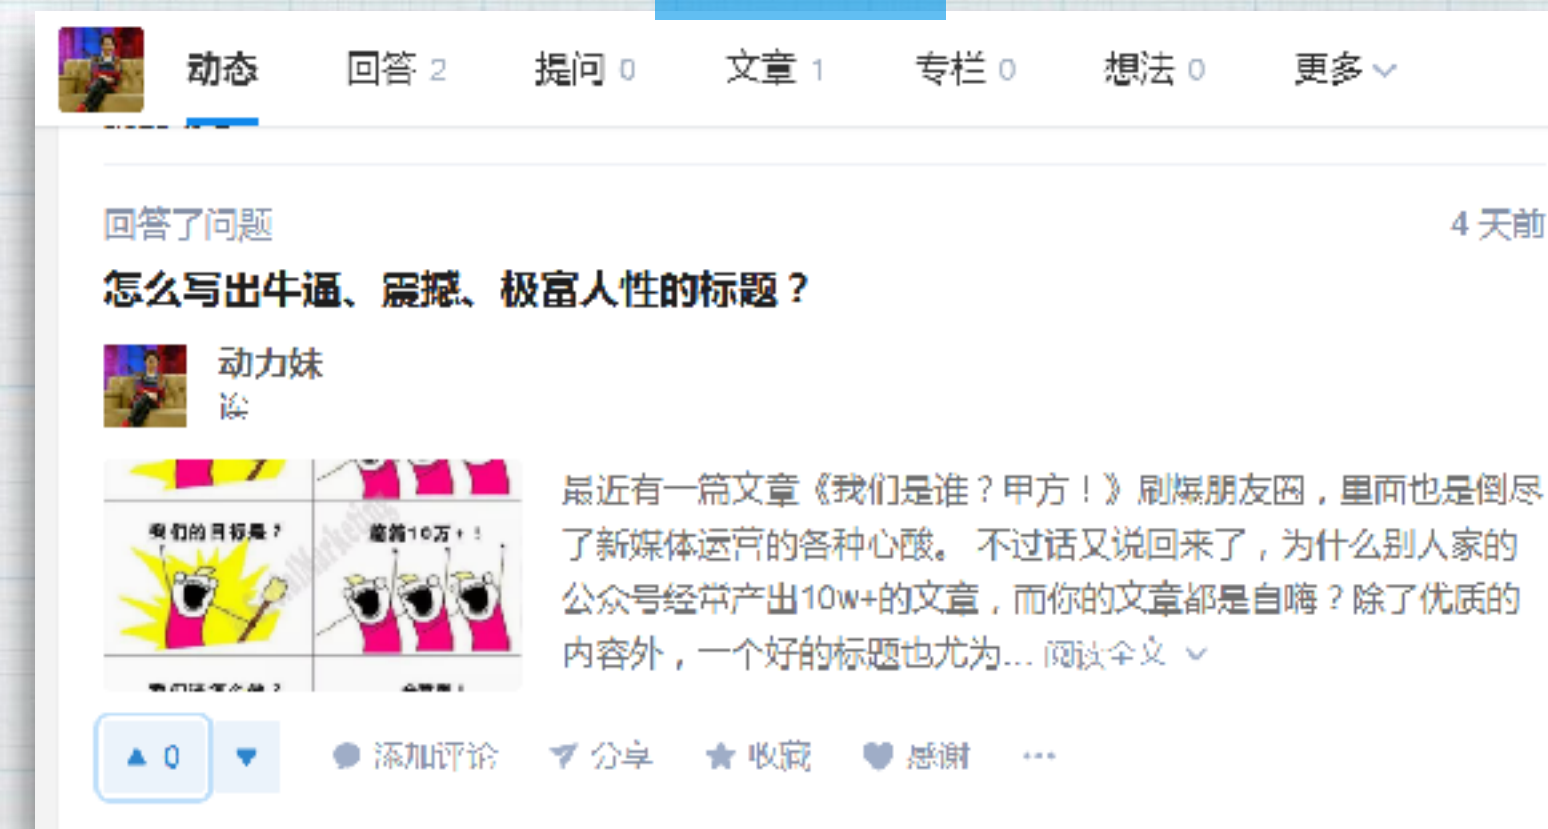 动态 回答 2 提问 0 文章 1 专栏 0 想法 0 更多
回答了问题 4 天前
怎么写出牛逼、震撼、极富人性的标题？
动力妹
我们的目标是？ 篇篇10万+！
最近有一篇文章《我们是谁？甲方！》刷爆朋友圈，里面也是倒尽
了新媒体运营的各种心酸。 不过话又说回来了，为什么别人家的
公众号经常产出10w+的文章，而你的文章都是自嗨？除了优质的
内容外，一个好的标题也尤为... 阅读全文
0 添加评论 分享 收藏 感谢 ...